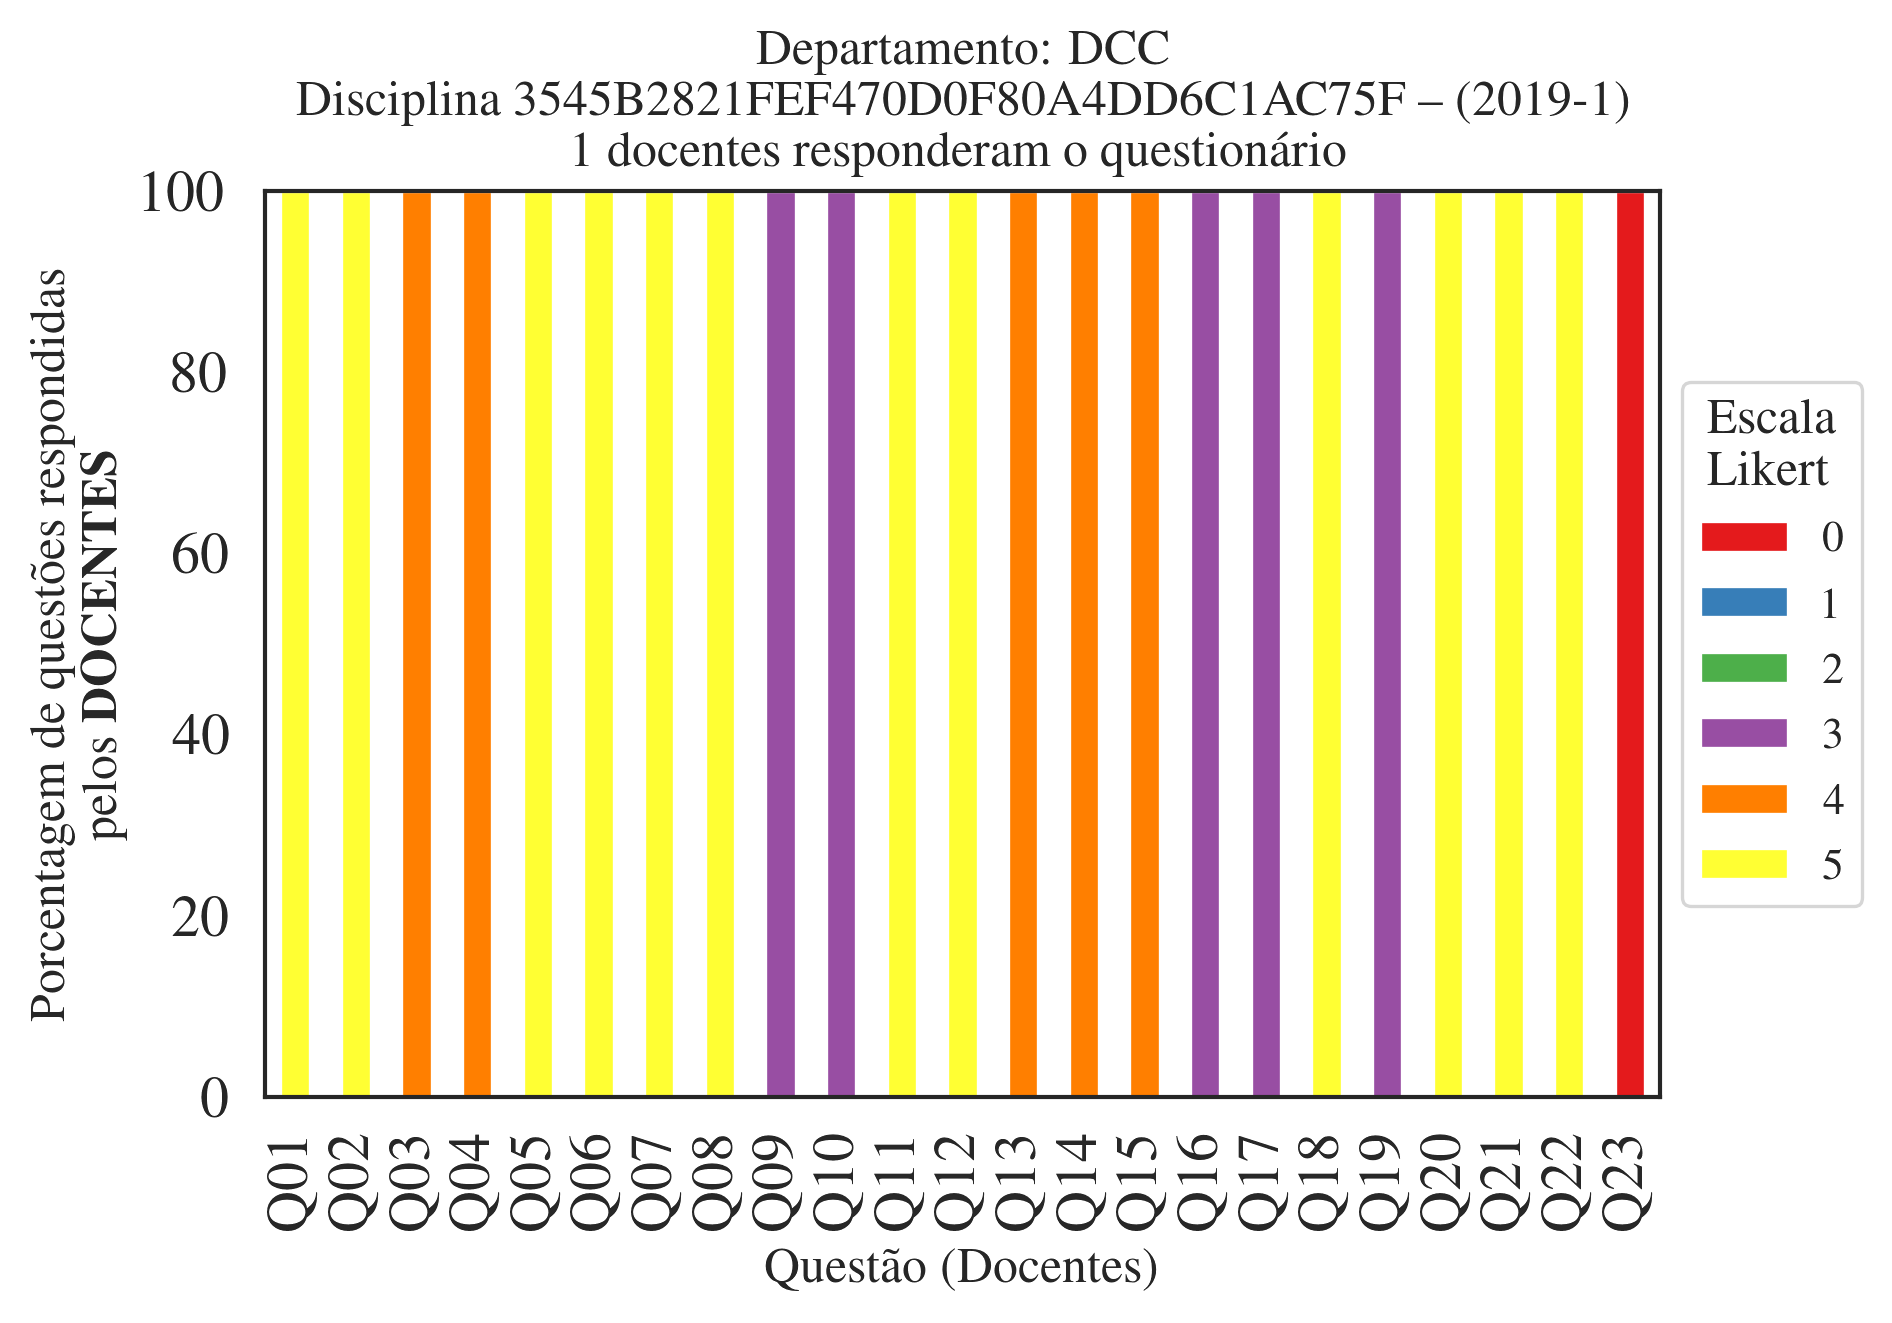 Departamento: DCC
Disciplina 3545B2821FEF470D0F80A4DD6C1AC75F – (2019-1)
1 docentes responderam o questionário
Porcentagem de questões respondidas
pelos DOCENTES
100
80
60
40
20
0
Q01
Q02
Q03
Q04
Q05
Q06
Q07
Q08
Q09
Q10
Q11
Q12
Q13
Q14
Q15
Q16
Q17
Q18
Q19
Q20
Q21
Q22
Q23
Questão (Docentes)
Escala
Likert
0
1
2
3
4
5